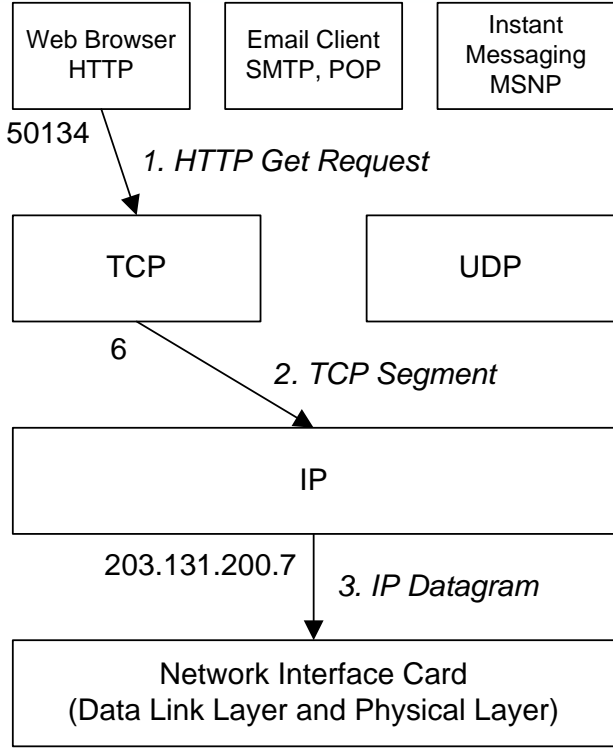 Web Browser
HTTP
Email Client
SMTP, POP
Instant
Messaging
MSNP
50134
1. HTTP Get Request
TCP
UDP
6
2. TCP Segment
IP
203.131.200.7
3. IP Datagram
Network Interface Card
(Data Link Layer and Physical Layer)